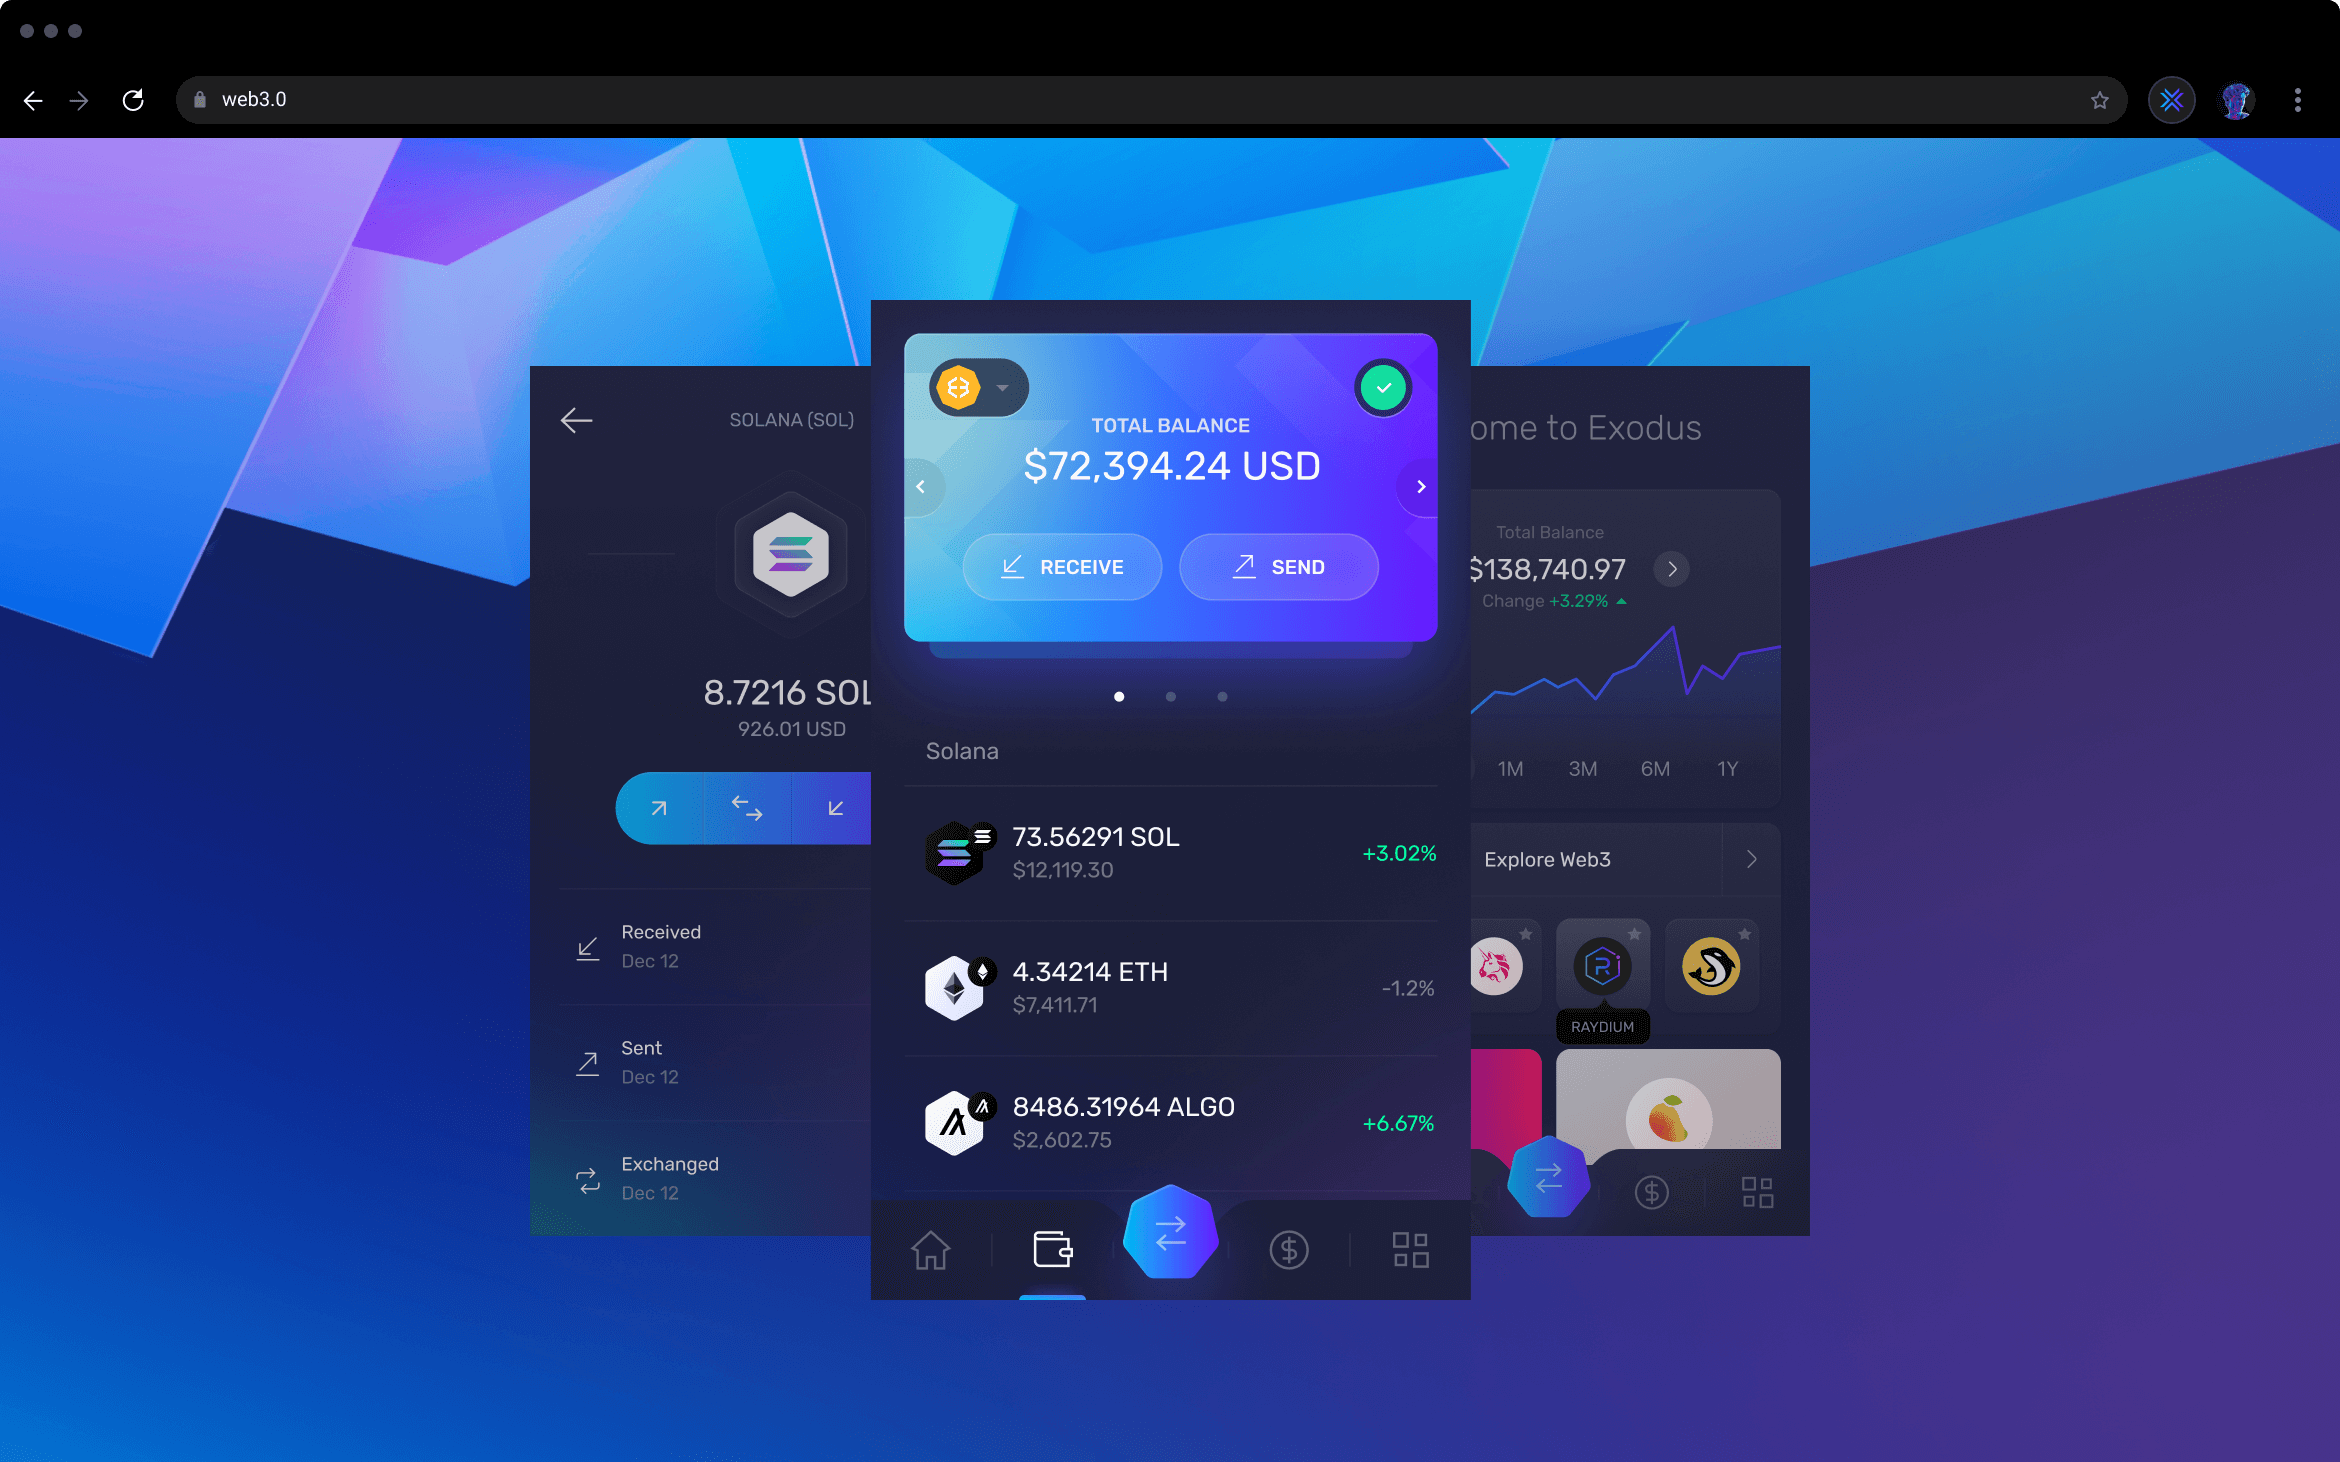 web3.0
SOLANA (SOL)
8.7216 SOL
926.01 USD
Received
Dec 12
Sent
Dec 12
Exchanged
Dec 12
TOTAL BALANCE
$72,394.24 USD
RECEIVE
SEND
Solana
73.56291 SOL
$12,119.30
+3.02%
4.34214 ETH
$7,411.71
-1.2%
8486.31964 ALGO
$2,602.75
+6.67%
ome to Exodus
Total Balance
$138,740.97
Change +3.29%
1M 3M 6M 1Y
Explore Web3
RAYDIUM